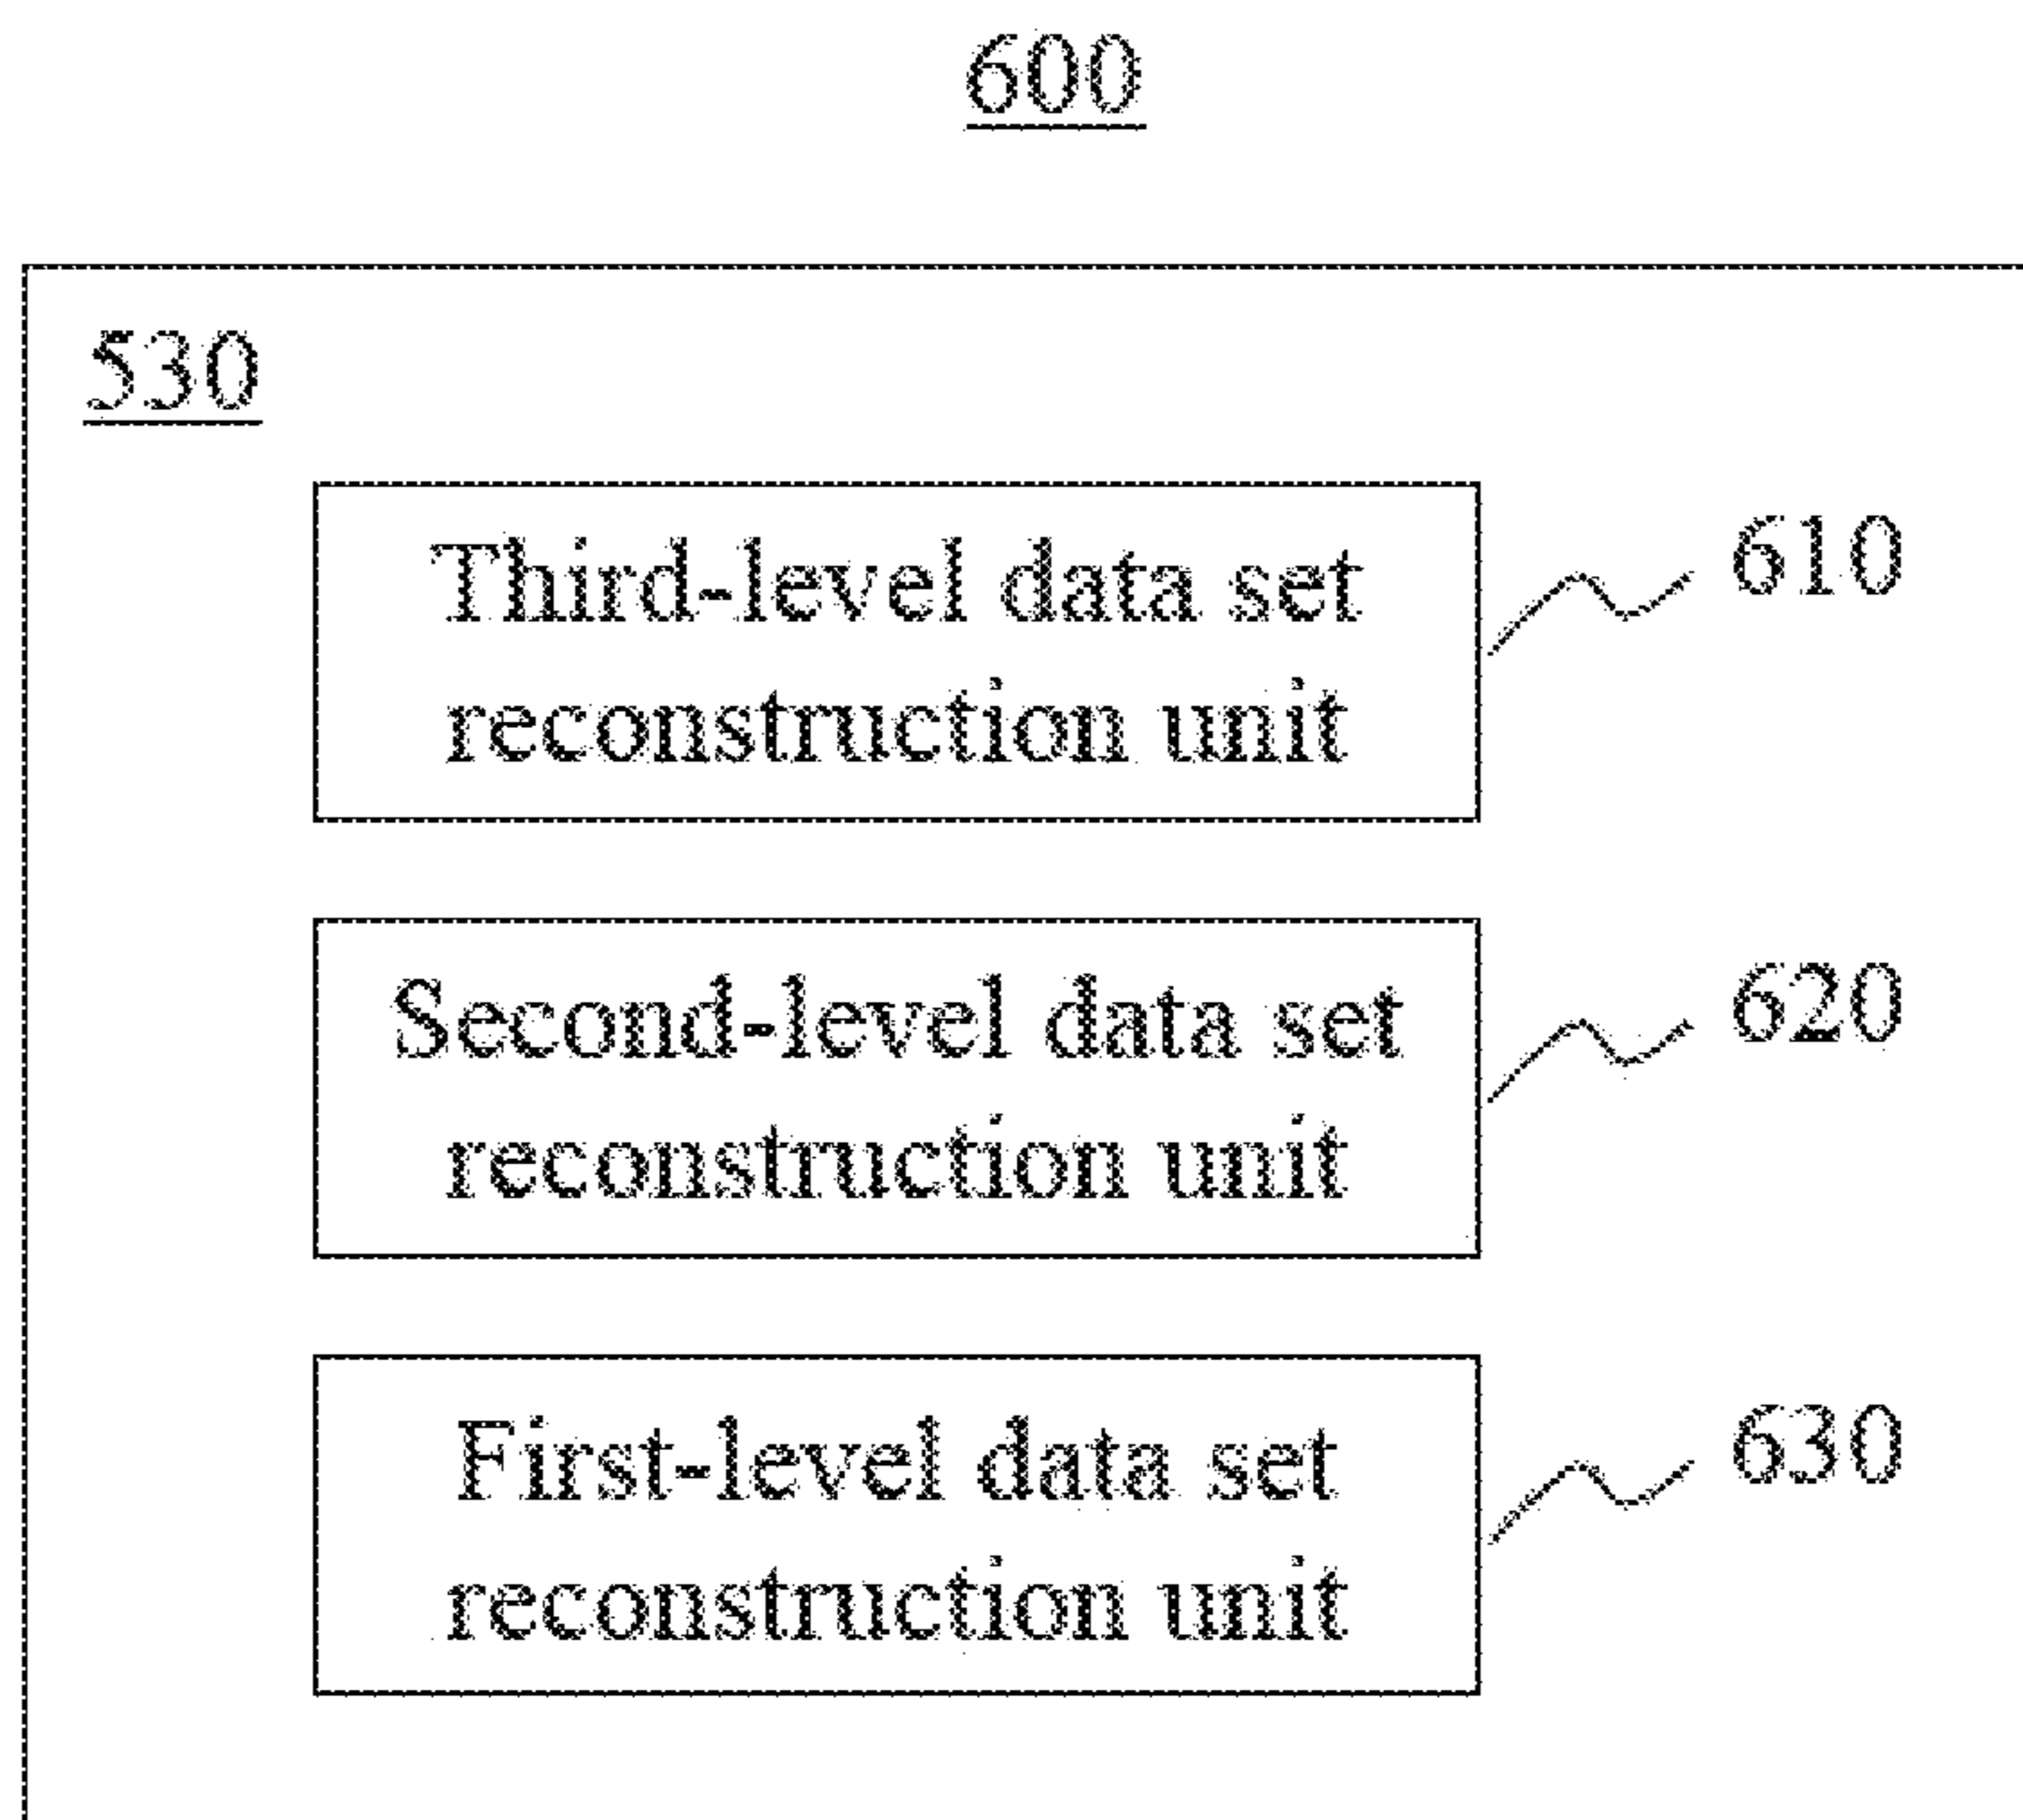 600
530
Third-level data set
reconstruction unit
610
Second-level data set
reconstruction unit
620
First-level data set
reconstruction unit
630